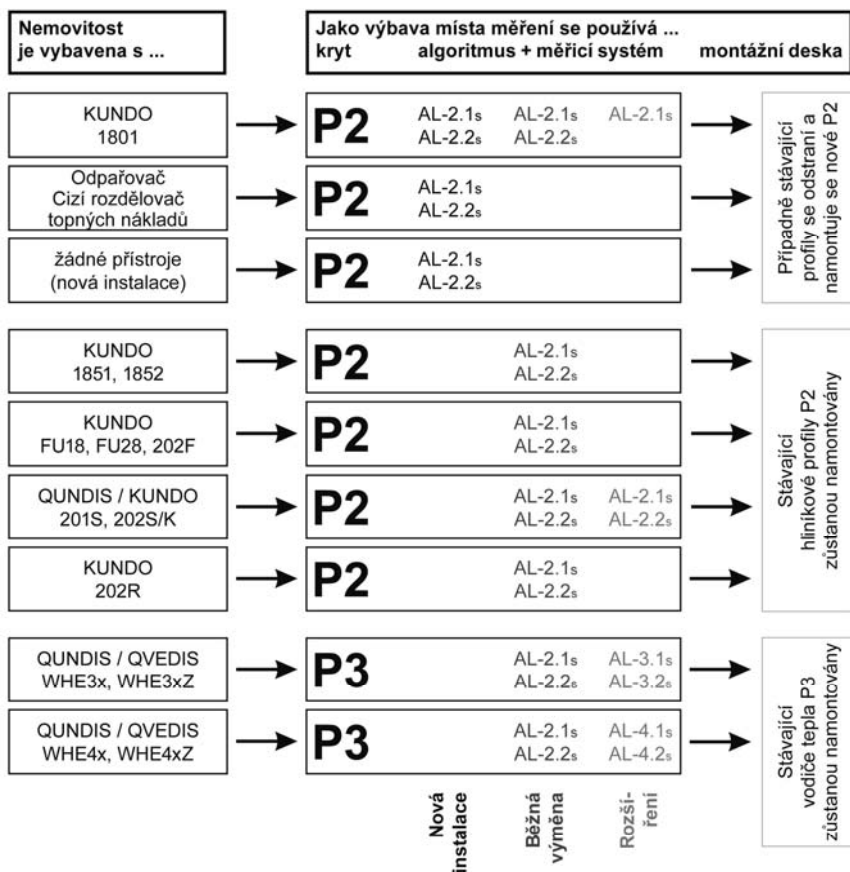 Nemovitost
je vybavena s ...
Jako výbava místa měření se používá ...
kryt algoritmus + měřicí systém montážní deska
KUNDO
1801
P2
AL-2.1s AL-2.1s AL-2.1s
AL-2.2s AL-2.2s
Odpařovač
Cizí rozdělovač
topných nákladů
P2
AL-2.1s
AL-2.2s
žádné přístroje
(nová instalace)
P2
AL-2.1s
AL-2.2s
Případně stávající
profily se odstraní a
namontuje se nové P2
KUNDO
1851, 1852
P2
AL-2.1s
AL-2.2s
KUNDO
FU18, FU28, 202F
P2
AL-2.1s
AL-2.2s
QUNDIS / KUNDO
201S, 202S/K
P2
AL-2.1s AL-2.1s
AL-2.2s AL-2.2s
KUNDO
202R
P2
AL-2.1s
AL-2.2s
Stávající
hliníkové profily P2
zůstanou namontovány
QUNDIS / QVEDIS
WHE3x, WHE3xZ
P3
AL-2.1s AL-3.1s
AL-2.2s AL-3.2s
QUNDIS / QVEDIS
WHE4x, WHE4xZ
P3
AL-2.1s AL-4.1s
AL-2.2s AL-4.2s
Stávající
vodiče tepla P3
zůstanou namontovány
Nová
instalace
Běžná
výměna
Rozší-
ření